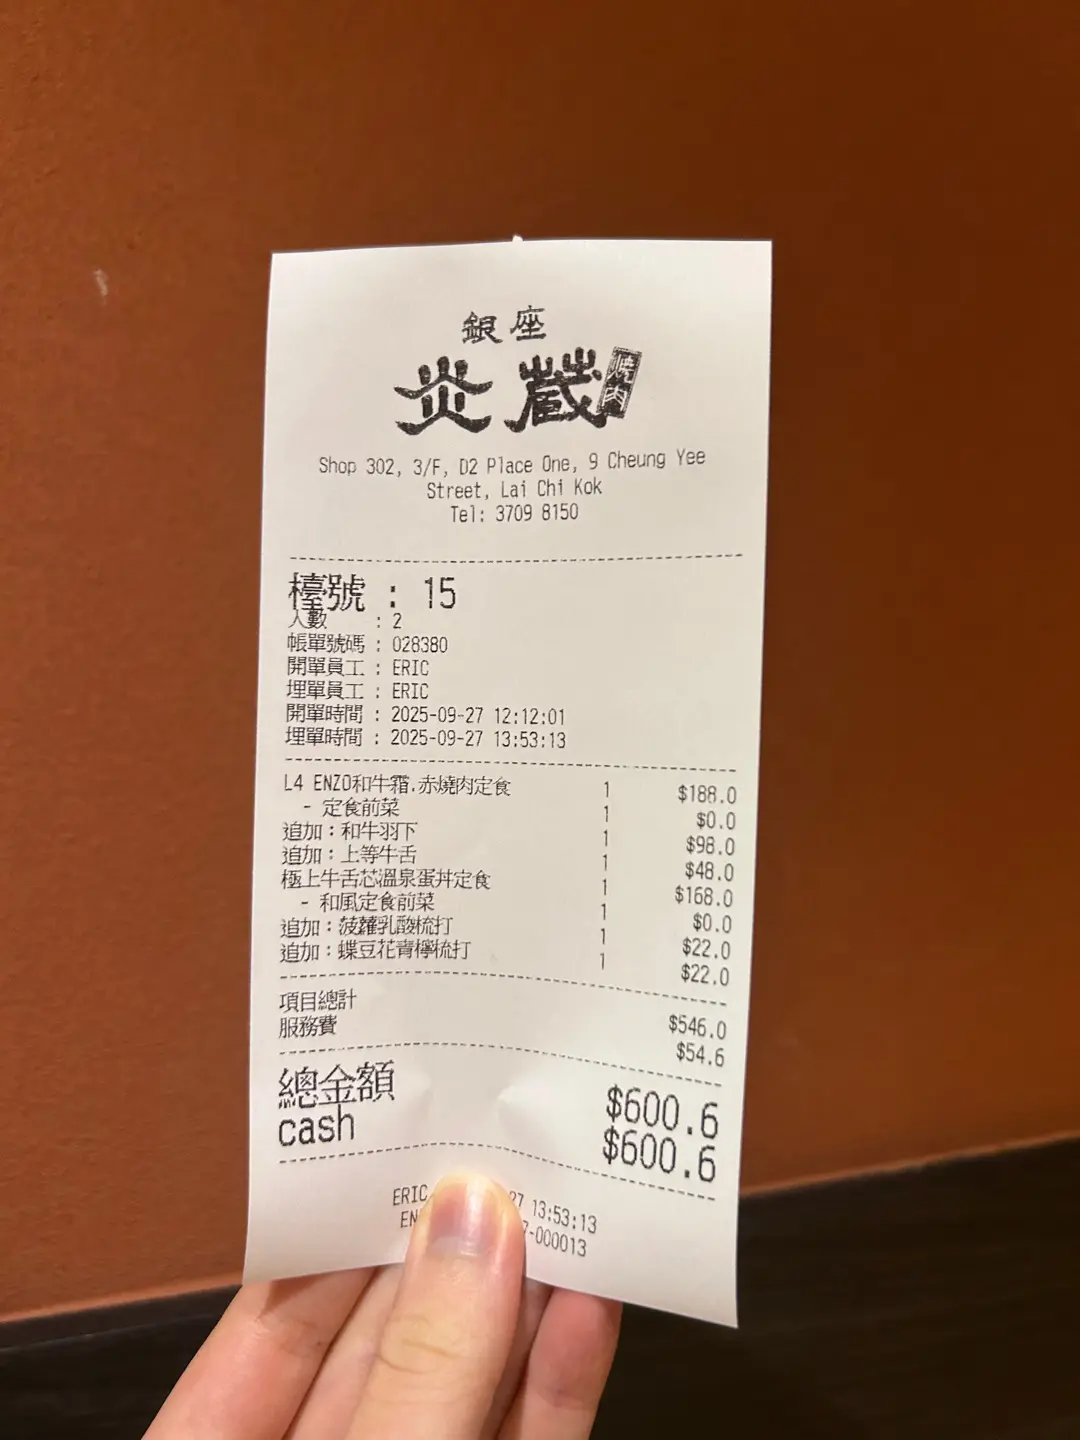 銀座
炎蔵 燒肉
Shop 302, 3/F, D2 Place One, 9 Cheung Yee
Street, Lai Chi Kok
Tel: 3709 8150
檯號 : 15
人數 : 2
帳單號碼 : 028380
開單員工 : ERIC
埋單員工 : ERIC
開單時間 : 2025-09-27 12:12:01
埋單時間 : 2025-09-27 13:53:13
L4 ENZO和牛霜.赤燒肉定食 1 $188.0
- 定食前菜 1 $0.0
追加：和牛羽下 1 $98.0
追加：上等牛舌 1 $48.0
極上牛舌芯溫泉蛋丼定食 1 $168.0
- 和風定食前菜 1 $0.0
追加：菠蘿乳酸梳打 1 $22.0
追加：蝶豆花青檸梳打 1 $22.0
項目總計 $546.0
服務費 $54.6
總金額 $600.6
cash $600.6
ERIC 27 13:53:13
-000013